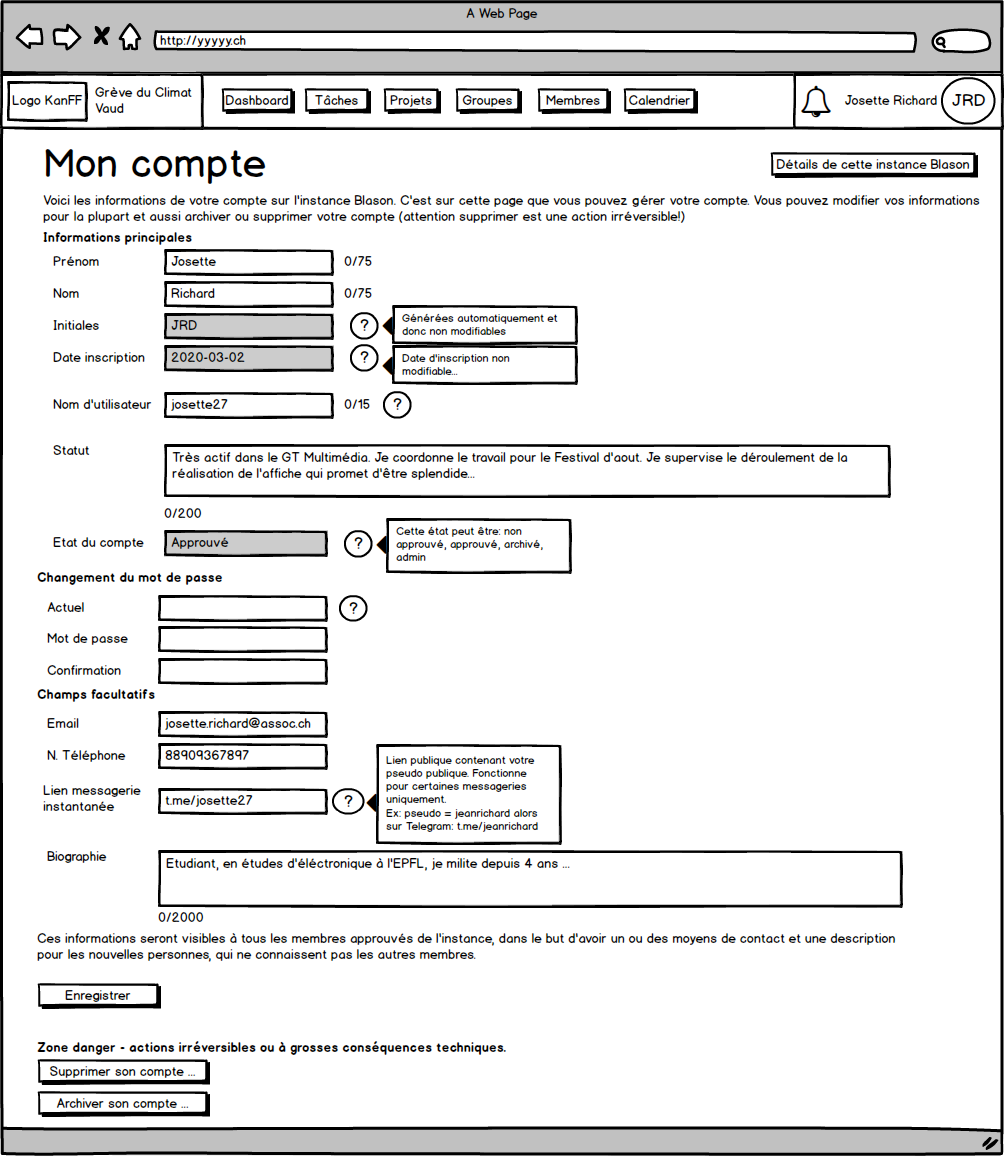 A Web Page
http://yyyyy.ch
Logo KanFF
Grève du Climat
Vaud
Dashboard
Tâches
Projets
Groupes
Membres
Calendrier
Josette Richard
JRD
Mon compte
Détails de cette instance Blason
Voici les informations de votre compte sur l'instance Blason. C'est sur cette page que vous pouvez gérer votre compte. Vous pouvez modifier vos informations
pour la plupart et aussi archiver ou supprimer votre compte (attention supprimer est une action irréversible!)
Informations principales
Prénom
Josette
0/75
Nom
Richard
0/75
Initiales
JRD
?
Générées automatiquement et
donc non modifiables
Date inscription
2020-03-02
?
Date d'inscription non
modifiable...
Nom d'utilisateur
josette27
0/15
?
Statut
Très actif dans le GT Multimédia. Je coordonne le travail pour le Festival d'aout. Je supervise le déroulement de la
réalisation de l'affiche qui promet d'être splendide...
0/200
Etat du compte
Approuvé
?
Cette état peut être: non
approuvé, approuvé, archivé,
admin
Changement du mot de passe
Actuel
?
Mot de passe
Confirmation
Champs facultatifs
Email
josette.richard@assoc.ch
N. Téléphone
88909367897
Lien messagerie
instantanée
t.me/josette27
?
Lien publique contenant votre
pseudo publique. Fonctionne
pour certaines messageries
uniquement.
Ex: pseudo = jeanrichard alors
sur Telegram: t.me/jeanrichard
Biographie
Etudiant, en études d'éléctronique à l'EPFL, je milite depuis 4 ans ...
0/2000
Ces informations seront visibles à tous les membres approuvés de l'instance, dans le but d'avoir un ou des moyens de contact et une description
pour les nouvelles personnes, qui ne connaissent pas les autres membres.
Enregistrer
Zone danger - actions irréversibles ou à grosses conséquences techniques.
Supprimer son compte ...
Archiver son compte ...